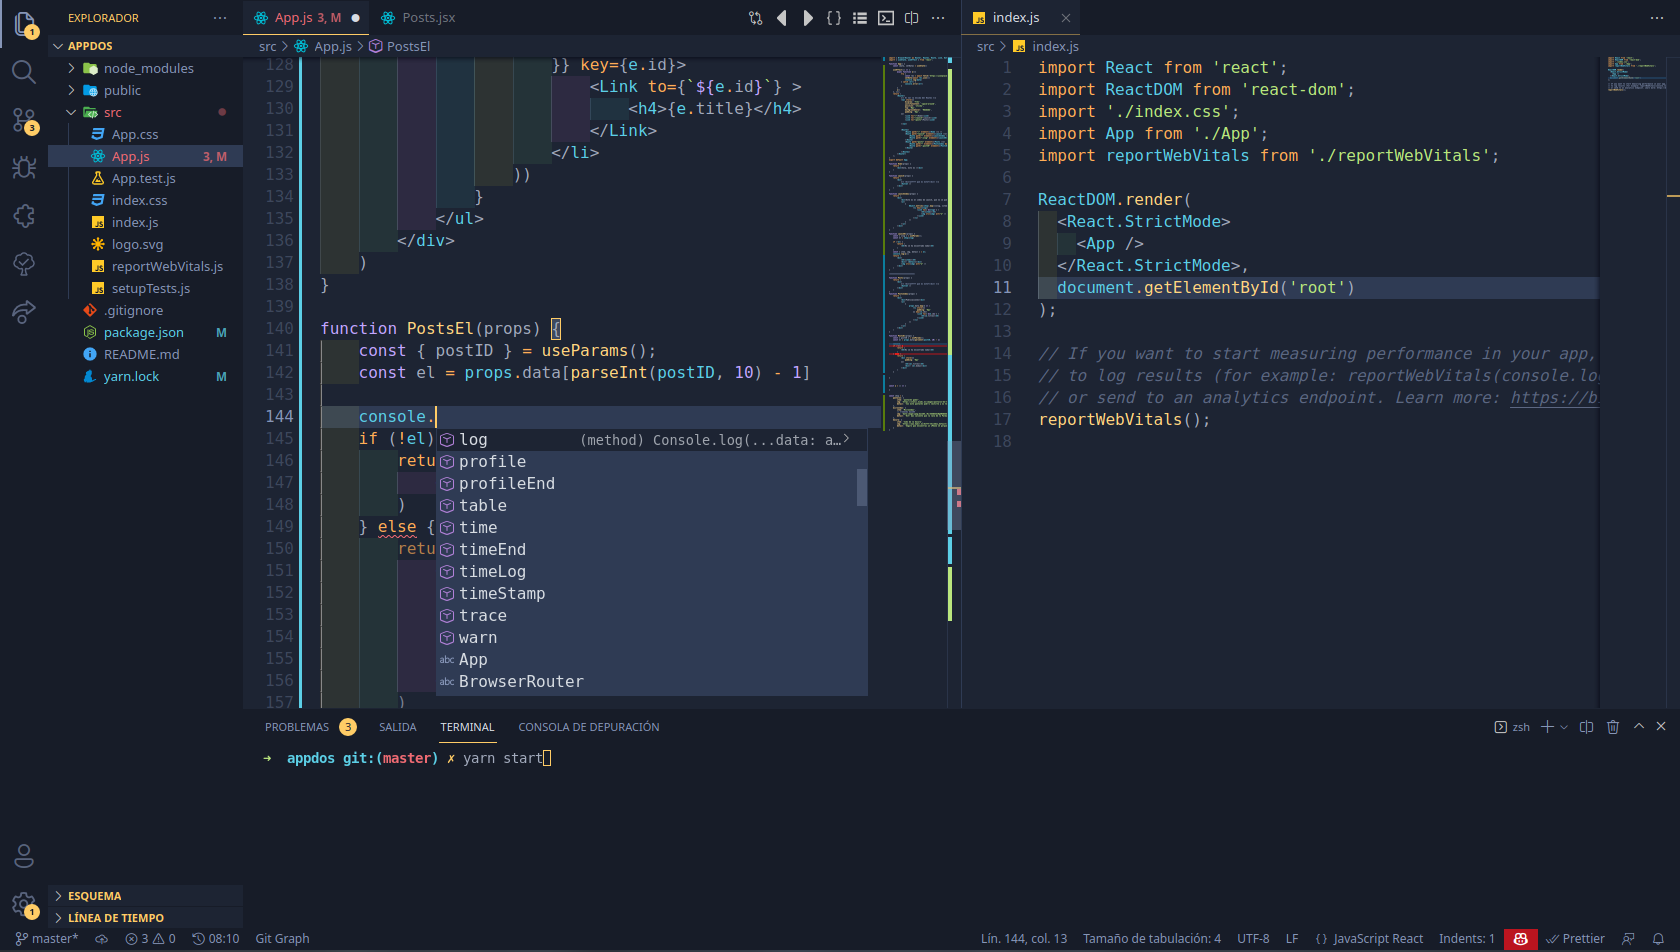 1
EXPLORADOR
···
App.js 3, M ●
Posts.jsx
{ }
···
index.js ×
···
APPDOS
src > App.js > PostsEl
src > index.js
node_modules
public
src
App.css
App.js 3, M
App.test.js
index.css
index.js
logo.svg
reportWebVitals.js
setupTests.js
.gitignore
package.json M
README.md
yarn.lock M
3
128 }} key={e.id}>
129 <Link to={`${e.id}`} >
130 <h4>{e.title}</h4>
131 </Link>
132 </li>
133 ))
134 }
135 </ul>
136 </div>
137 )
138 }
139
140 function PostsEl(props) {
141 const { postID } = useParams();
142 const el = props.data[parseInt(postID, 10) - 1]
143
144 console.
145 if (!el)
146 retu
147
148 )
149 } else {
150 retu
151
152
153
154
155
156
157 )
log (method) Console.log(...data: a…>
profile
profileEnd
table
time
timeEnd
timeLog
timeStamp
trace
warn
abc App
abc BrowserRouter
1 import React from 'react';
2 import ReactDOM from 'react-dom';
3 import './index.css';
4 import App from './App';
5 import reportWebVitals from './reportWebVitals';
6
7 ReactDOM.render(
8 <React.StrictMode>
9 <App />
10 </React.StrictMode>,
11 document.getElementById('root')
12 );
13
14 // If you want to start measuring performance in your app,
15 // to log results (for example: reportWebVitals(console.lo
16 // or send to an analytics endpoint. Learn more: https://b
17 reportWebVitals();
18
PROBLEMAS 3 SALIDA TERMINAL CONSOLA DE DEPURACIÓN
zsh
→ appdos git:(master) ✗ yarn start
ESQUEMA
LÍNEA DE TIEMPO
1
master* 3 0 08:10 Git Graph
Lín. 144, col. 13 Tamaño de tabulación: 4 UTF-8 LF { } JavaScript React Indents: 1 Prettier